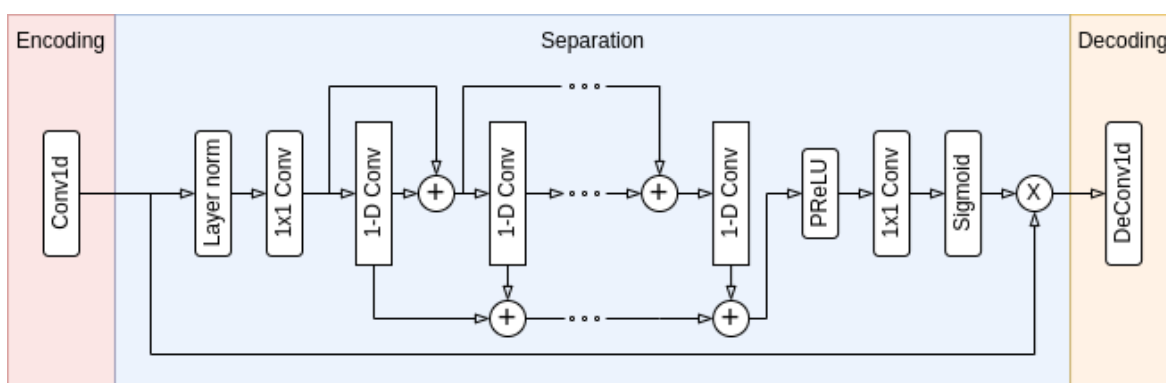 Encoding
Separation
Decoding
Conv1d
Layer norm
1x1 Conv
1-D Conv
+
1-D Conv
+
1-D Conv
PReLU
1x1 Conv
Sigmoid
X
DeConv1d
+
+